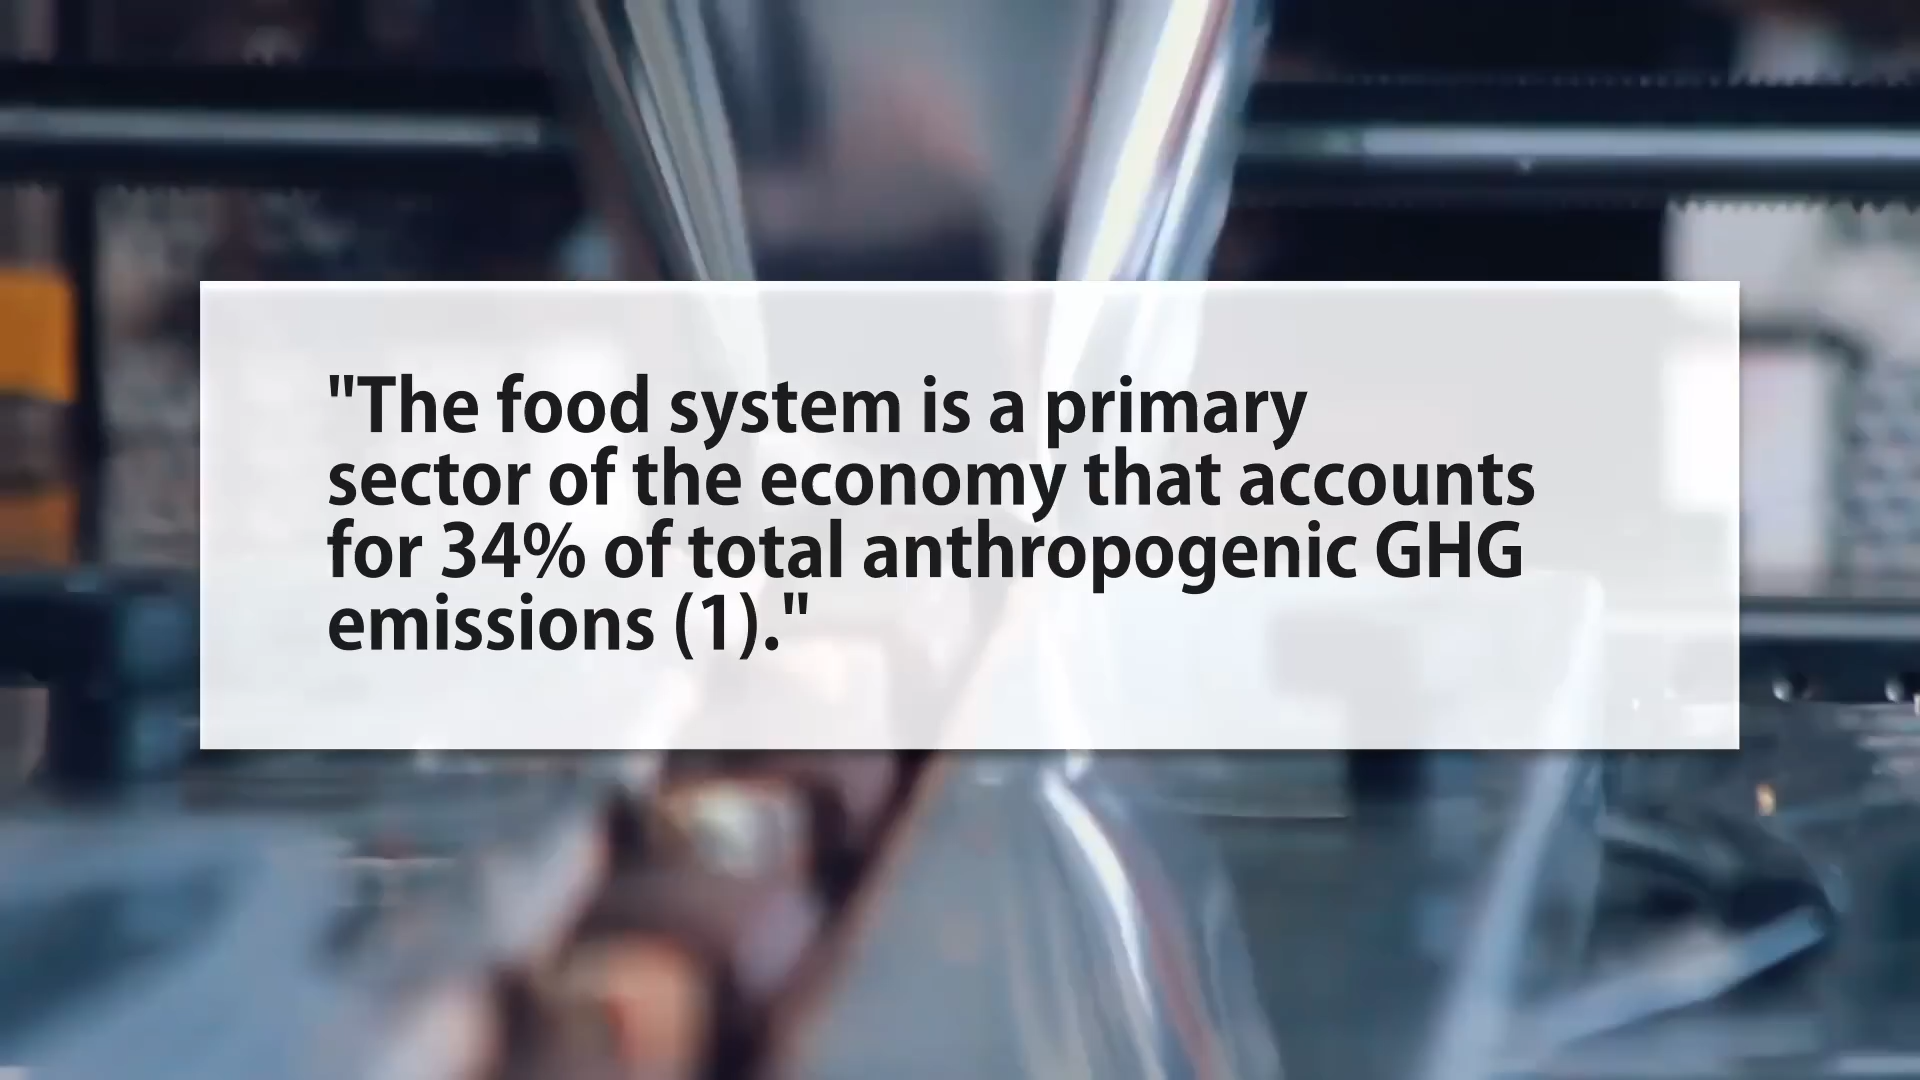 "The food system is a primary
sector of the economy that accounts
for 34% of total anthropogenic GHG
emissions (1)."